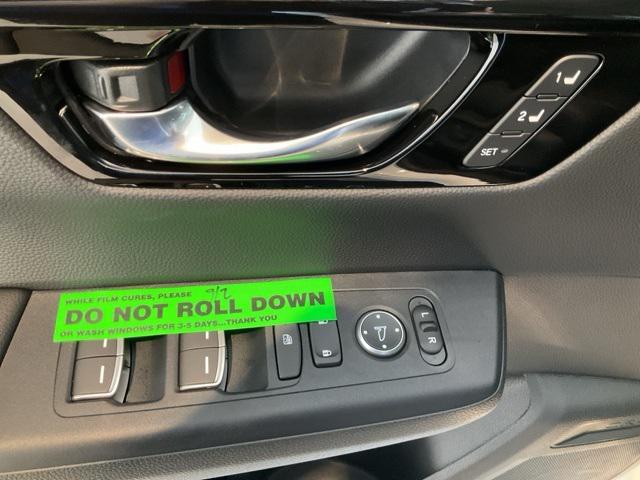 1
2
SET
WHILE FILM CURES, PLEASE 9/2
DO NOT ROLL DOWN
OR WASH WINDOWS FOR 3-5 DAYS...THANK YOU
L
R